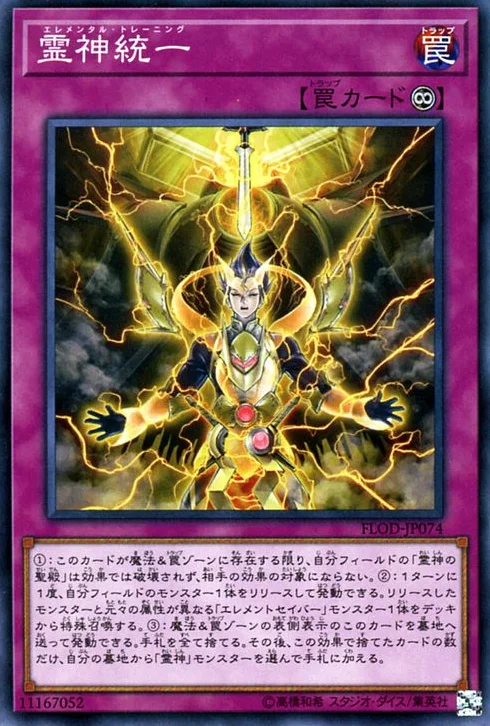 エレメンタル・トレーニング
霊神統一
トラップ
罠
トラップ
【罠カード】
FLOD-JP074
①:このカードが魔法&罠ゾーンに存在する限り、自分フィールドの「霊神の
聖殿」は効果では破壊されず、相手の効果の対象にならない。②:1ターンに
1度、自分フィールドのモンスター1体をリリースして発動できる。リリースした
モンスターと元々の属性が異なる「エレメントセイバー」モンスター1体をデッキ
から特殊召喚する。③:魔法&罠ゾーンの表側表示のこのカードを墓地へ
送って発動できる。手札を全て捨てる。その後、この効果で捨てたカードの数
だけ、自分の墓地から「霊神」モンスターを選んで手札に加える。
11167052
©高橋和希 スタジオ・ダイス/集英社